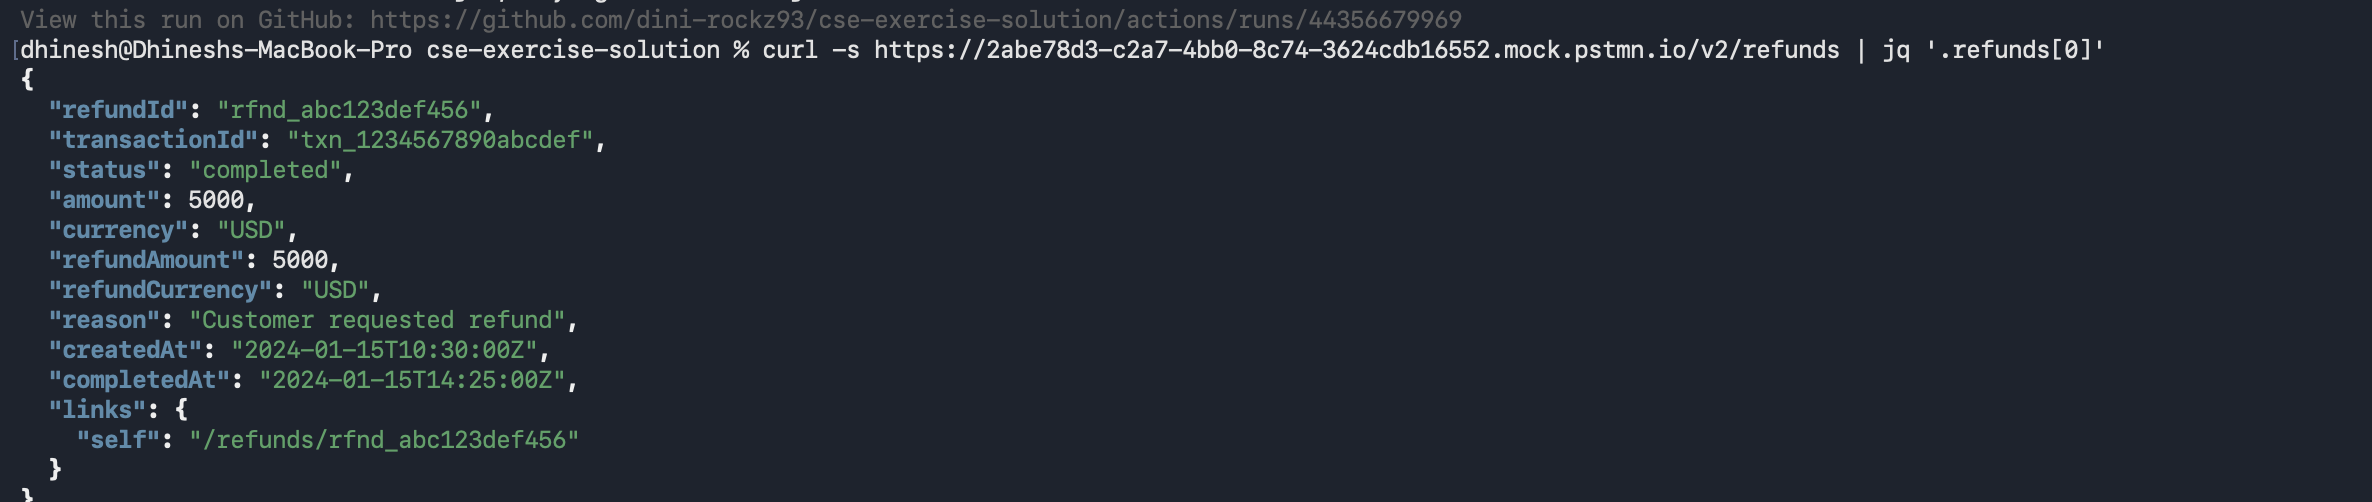 View this run on GitHub: https://github.com/dini-rockz93/cse-exercise-solution/actions/runs/44356679969
[dhinesh@Dhineshs-MacBook-Pro cse-exercise-solution % curl -s https://2abe78d3-c2a7-4bb0-8c74-3624cdb16552.mock.pstmn.io/v2/refunds | jq '.refunds[0]'
{
  "refundId": "rfnd_abc123def456",
  "transactionId": "txn_1234567890abcdef",
  "status": "completed",
  "amount": 5000,
  "currency": "USD",
  "refundAmount": 5000,
  "refundCurrency": "USD",
  "reason": "Customer requested refund",
  "createdAt": "2024-01-15T10:30:00Z",
  "completedAt": "2024-01-15T14:25:00Z",
  "links": {
    "self": "/refunds/rfnd_abc123def456"
  }
}